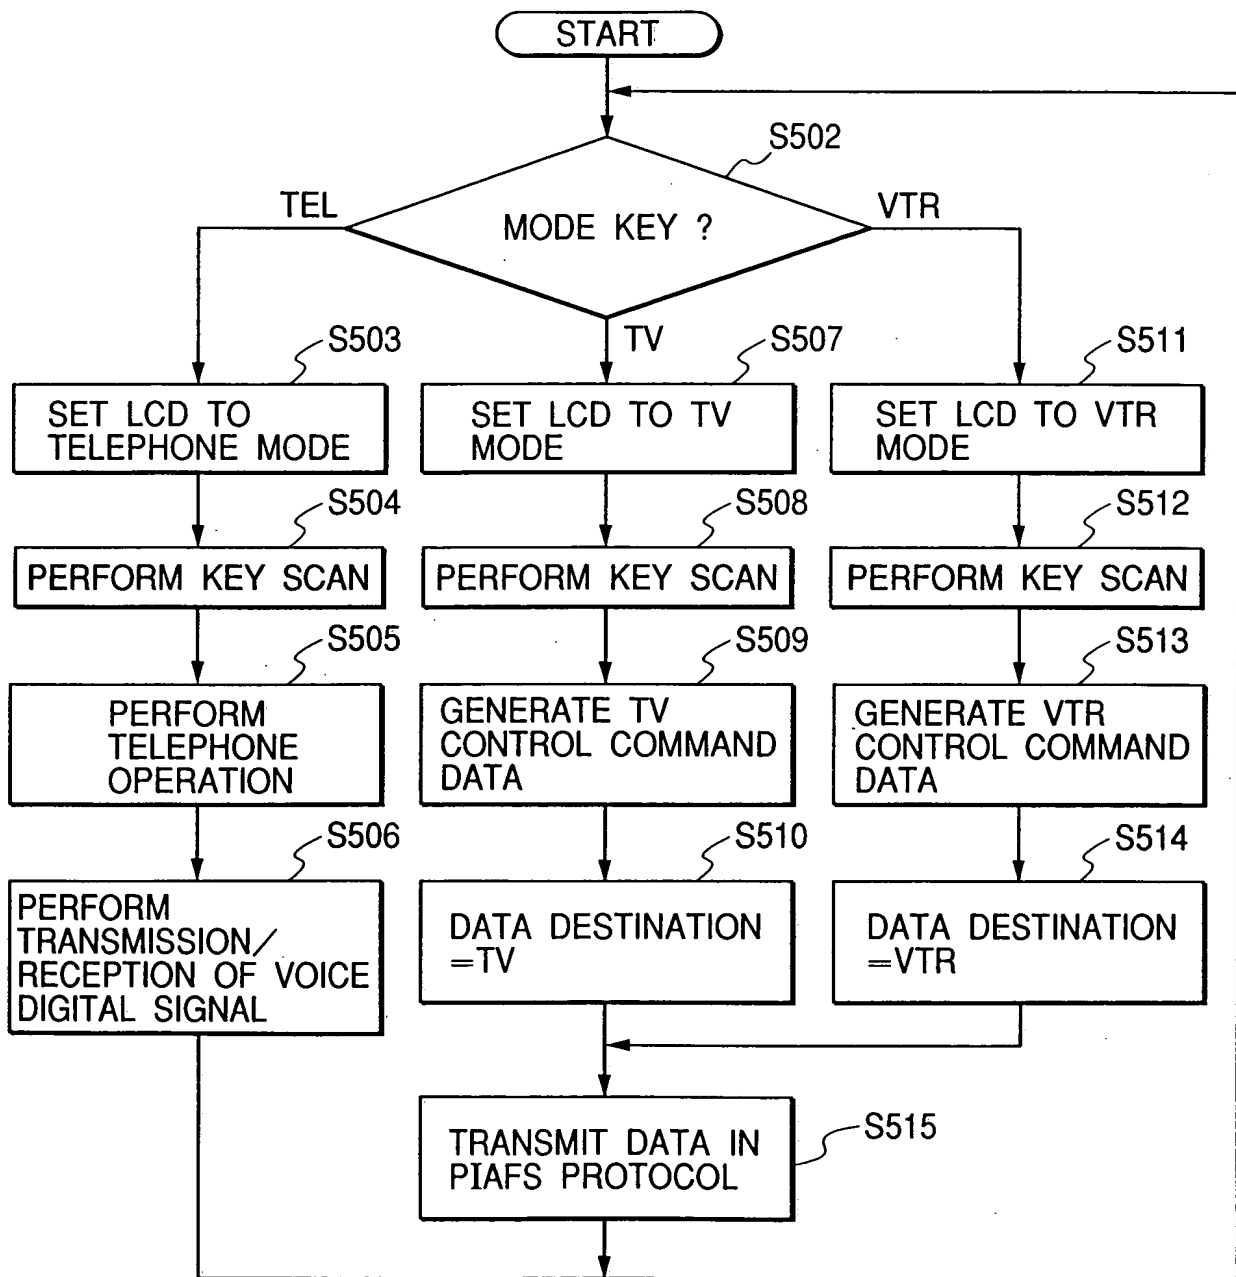 START
S502
TEL
MODE KEY ?
VTR
TV
S503
SET LCD TO
TELEPHONE MODE
S504
PERFORM KEY SCAN
S505
PERFORM
TELEPHONE
OPERATION
S506
PERFORM
TRANSMISSION/
RECEPTION OF VOICE
DIGITAL SIGNAL
S507
SET LCD TO TV
MODE
S508
PERFORM KEY SCAN
S509
GENERATE TV
CONTROL COMMAND
DATA
S510
DATA DESTINATION
=TV
S511
SET LCD TO VTR
MODE
S512
PERFORM KEY SCAN
S513
GENERATE VTR
CONTROL COMMAND
DATA
S514
DATA DESTINATION
=VTR
S515
TRANSMIT DATA IN
PIAFS PROTOCOL